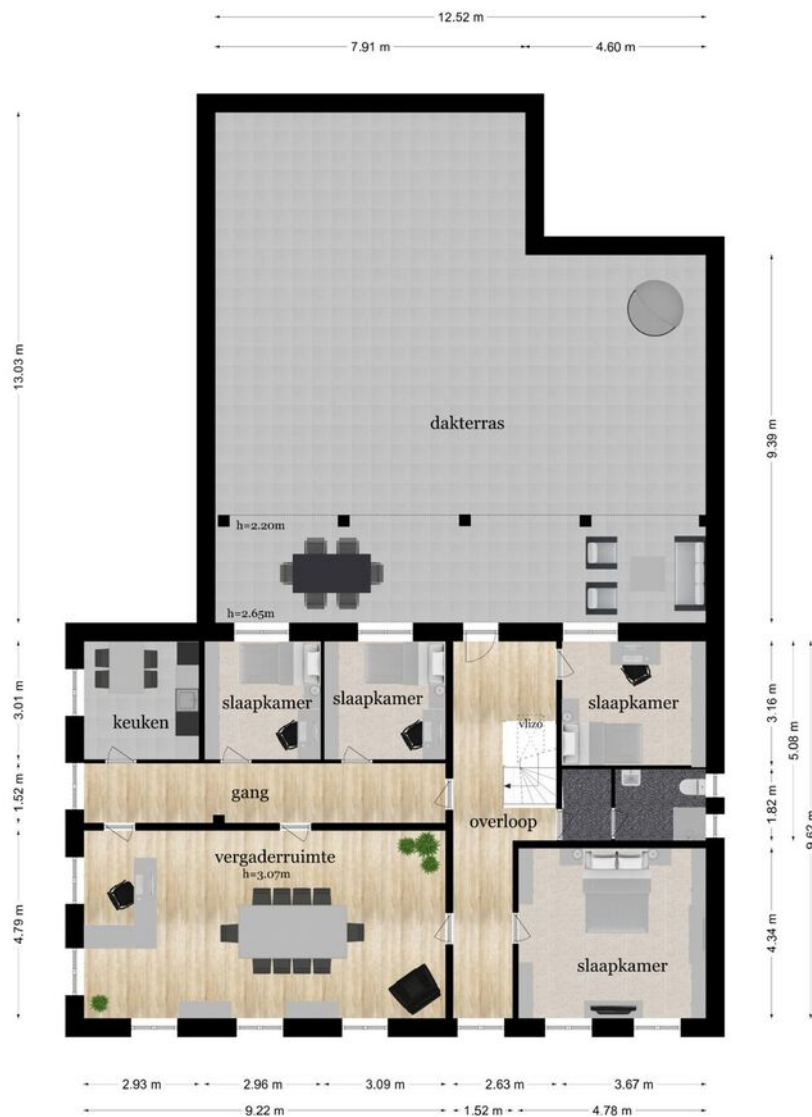 12.52 m
7.91 m
4.60 m
13.03 m
9.39 m
dakterras
h=2.20m
h=2.65m
3.01 m
keuken
slaapkamer
slaapkamer
slaapkamer
vlizo
3.16 m
5.08 m
1.52 m
gang
overloop
1.82 m
9.62 m
vergaderruimte
h=3.07m
4.79 m
slaapkamer
4.34 m
2.93 m
2.96 m
3.09 m
2.63 m
3.67 m
9.22 m
1.52 m
4.78 m